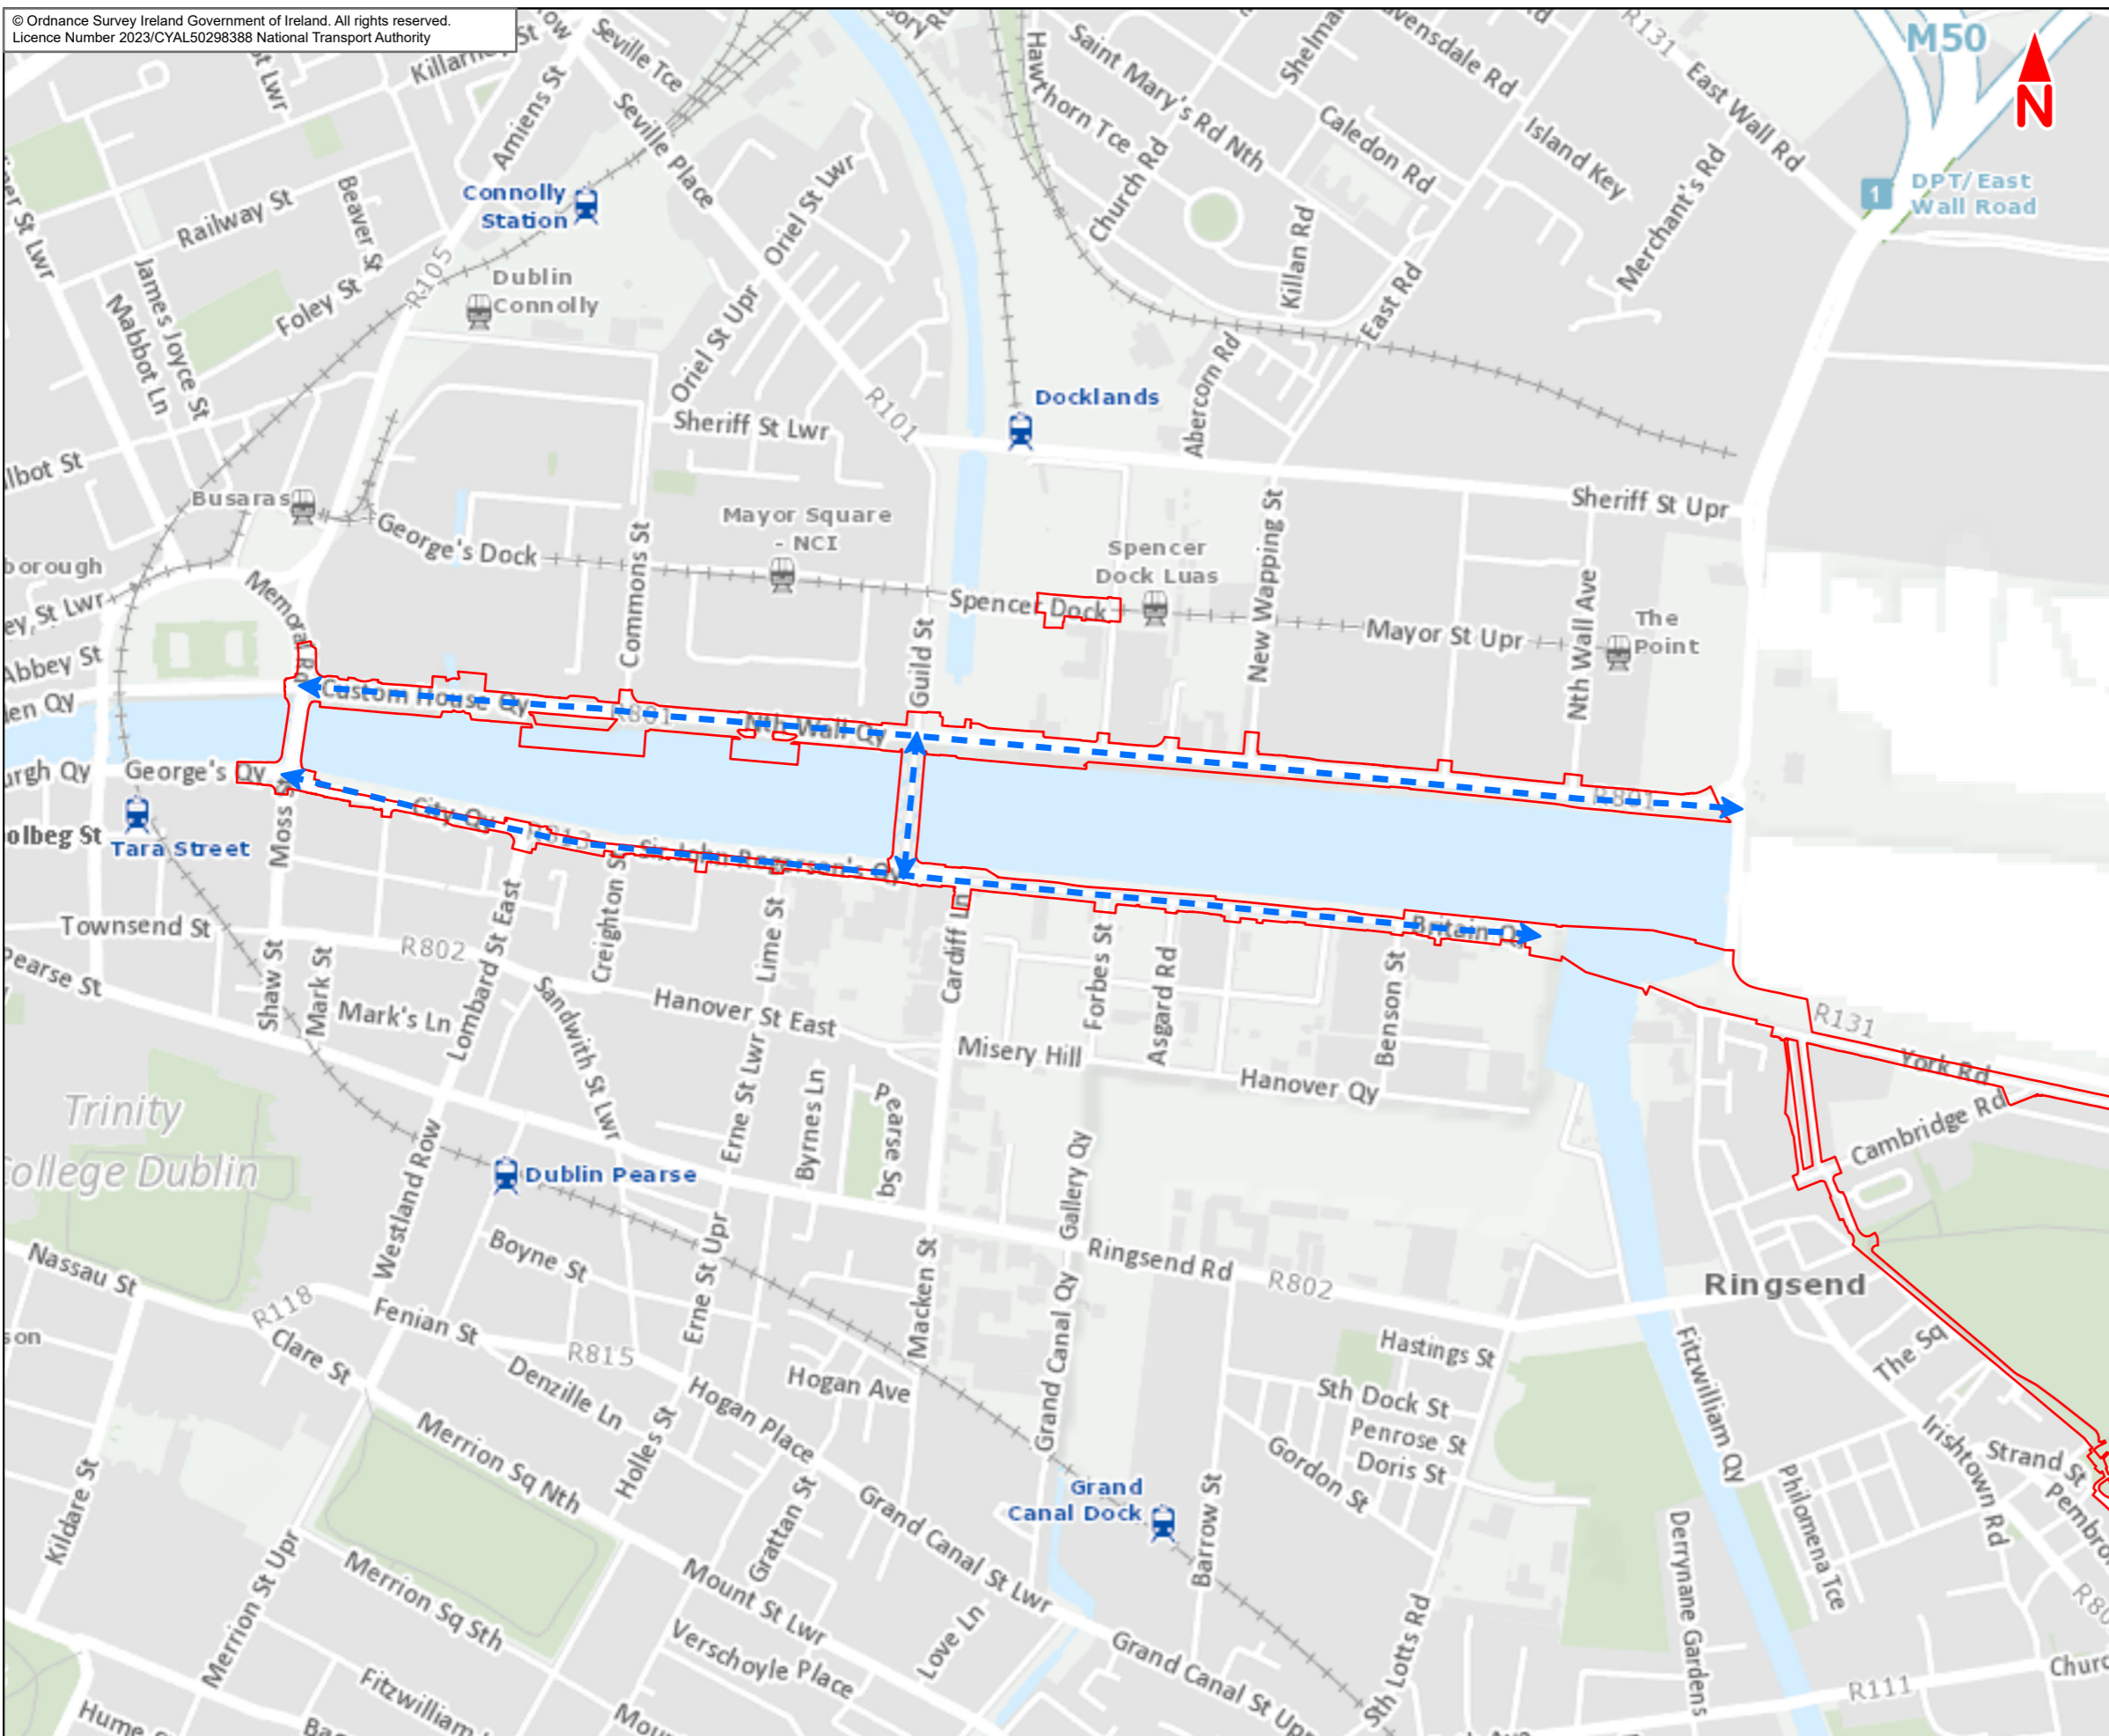 © Ordnance Survey Ireland Government of Ireland. All rights reserved.
Licence Number 2023/CYAL50298388 National Transport Authority
Seville Tce
Killarney St
Amiens St
Seville Place
Hawthorn Tce
Saint Mary's Rd Nth
Church Rd
Caledon Rd
Island Key
R131
East Wall Rd
Merchant's Rd
M50
N
1
DPT/East
Wall Road
Connolly
Station
Railway St
Beaver St
James Joyce St
Mabbot Ln
Foley St
R105
Dublin
Connolly
Oriel St Lwr
Oriel St Upr
Killan Rd
East Rd
Abercorn Rd
Docklands
R101
Sheriff St Lwr
Sheriff St Upr
Busaras
George's Dock
Commons St
Mayor Square
- NCI
Spencer
Dock Luas
Spencer Dock
New Wapping St
Mayor St Upr
Nth Wall Ave
The
Point
Guild St
Abbey St
Custom House Qy
R801
Nth Wall Qy
R801
George's Qy
Moss St
City Qy
R813
Sir John Rogerson's Qy
Britain Qy
Tara Street
Townsend St
R802
Lombard St East
Creighton St
Lime St
Cardiff Ln
Forbes St
Asgard Rd
Benson St
Pearse St
Shaw St
Mark St
Mark's Ln
Sandwith St Lwr
Hanover St East
Misery Hill
Hanover Qy
R131
York Rd
Cambridge Rd
Trinity
College Dublin
Westland Row
Dublin Pearse
Erne St Lwr
Byrnes Ln
Pearse Sq
Gallery Qy
Ringsend Rd
R802
Ringsend
Nassau St
R118
Boyne St
Erne St Upr
Macken St
Grand Canal Qy
Fenian St
Clare St
R815
Denzille Ln
Holles St
Hogan Place
Hogan Ave
Hastings St
Sth Dock St
Penrose St
Doris St
Gordon St
Fitzwilliam Qy
The Sq
Irishtown Rd
Strand St
Philomena Tce
Merrion Sq Nth
Kildare St
Merrion St Upr
Merrion Sq Sth
Grattan St
Mount St Lwr
Grand Canal St Lwr
Grand
Canal Dock
Barrow St
Derrynane Gardens
Verschoyle Place
Love Ln
Grand Canal St Upr
Sth Lotts Rd
R111
Fitzwilliam
Hume